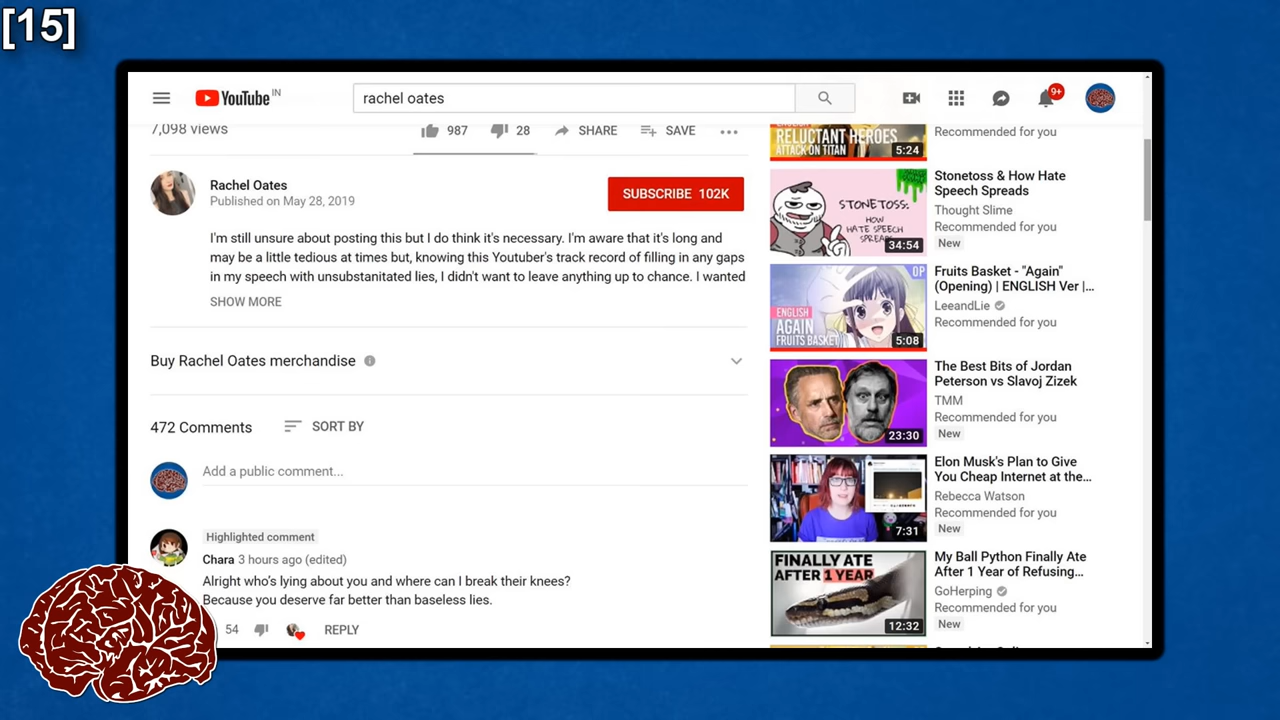 [15]
YouTube IN
rachel oates
9+
7,098 views
987
28
SHARE
SAVE
Rachel Oates
Published on May 28, 2019
SUBSCRIBE 102K
I'm still unsure about posting this but I do think it's necessary. I'm aware that it's long and
may be a little tedious at times but, knowing this Youtuber's track record of filling in any gaps
in my speech with unsubstanitated lies, I didn't want to leave anything up to chance. I wanted
SHOW MORE
Buy Rachel Oates merchandise
472 Comments
SORT BY
Add a public comment...
Highlighted comment
Chara 3 hours ago (edited)
Alright who's lying about you and where can I break their knees?
Because you deserve far better than baseless lies.
54
REPLY
ENGLISH
RELUCTANT HEROES
ATTACK ON TITAN
5:24
Recommended for you
STONETOSS:
HOW
HATE SPEECH
SPREADS
34:54
Stonetoss & How Hate
Speech Spreads
Thought Slime
Recommended for you
New
OP
ENGLISH
AGAIN
FRUITS BASKET
5:08
Fruits Basket - "Again"
(Opening) | ENGLISH Ver |...
LeeandLie
Recommended for you
23:30
The Best Bits of Jordan
Peterson vs Slavoj Zizek
TMM
Recommended for you
New
7:31
Elon Musk's Plan to Give
You Cheap Internet at the...
Rebecca Watson
Recommended for you
New
FINALLY ATE
AFTER 1 YEAR
12:32
My Ball Python Finally Ate
After 1 Year of Refusing...
GoHerping
Recommended for you
New